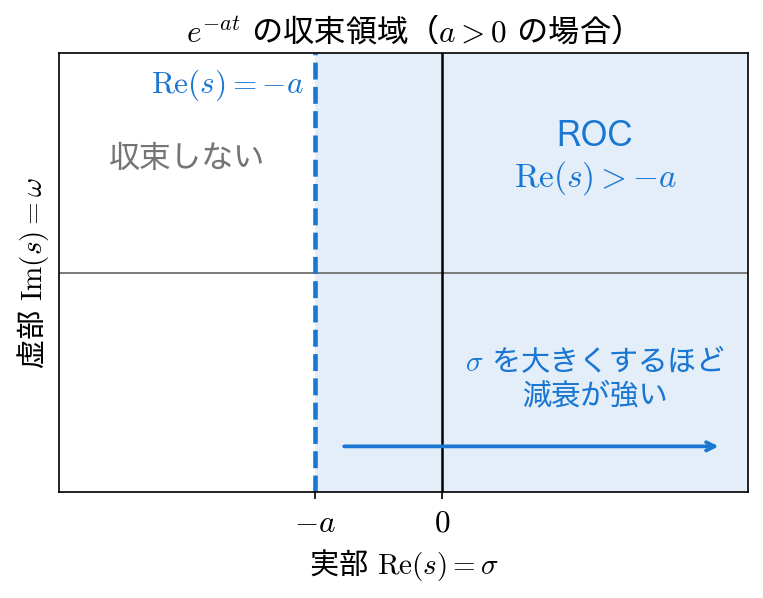 e^{-at} の収束領域（a > 0 の場合）
Re(s) = −a
収束しない
ROC
Re(s) > −a
σ を大きくするほど
減衰が強い
虚部 Im(s) = ω
−a
0
実部 Re(s) = σ